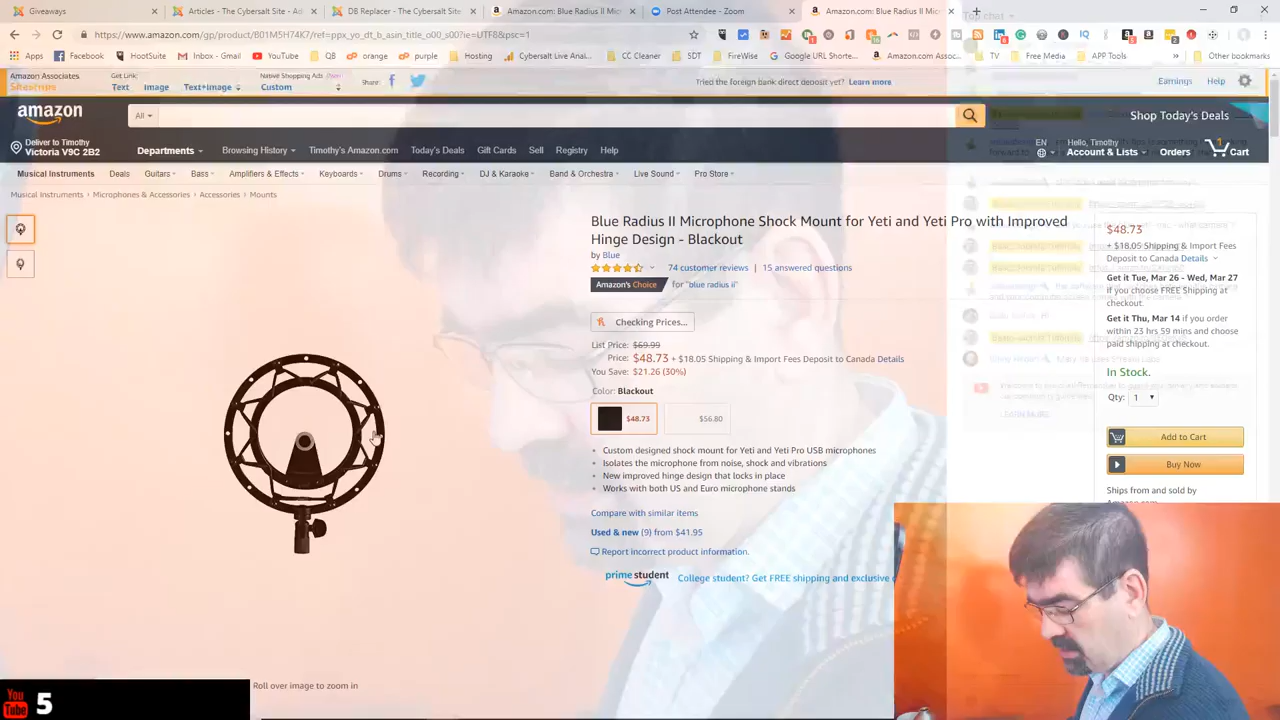 Giveaways
Articles - The Cybersalt Site - Ad
DB Replacer - The Cybersalt Site
Amazon.com: Blue Radius II Mic
Post Attendee - Zoom
Amazon.com: Blue Radius II Mic
https://www.amazon.com/gp/product/B01M5H74K7/ref=ppx_yo_dt_b_asin_title_o00_s00?ie=UTF8&psc=1
Apps
Facebook
HootSuite
Inbox - Gmail
YouTube
QB
orange
purple
Hosting
Cybersalt Live Anal
CC Cleaner
SDT
FireWise
Google URL Shorte
Amazon.com Assoc
TV
Free Media
APP Tools
Other bookmarks
Top chat
Amazon Associates
SiteStripe
Get Link:
Text
Image
Text+Image
Native Shopping Ads
Custom
Share:
Tried the foreign bank direct deposit yet? Learn more
Earnings
Help
amazon
All
Shop Today's Deals
Deliver to Timothy
Victoria V9C 2B2
Departments
Browsing History
Timothy's Amazon.com
Today's Deals
Gift Cards
Sell
Registry
Help
EN
Hello, Timothy
Account & Lists
Orders
1
Cart
Musical Instruments
Deals
Guitars
Bass
Amplifiers & Effects
Keyboards
Drums
Recording
DJ & Karaoke
Band & Orchestra
Live Sound
Pro Store
Musical Instruments › Microphones & Accessories › Accessories › Mounts
Blue Radius II Microphone Shock Mount for Yeti and Yeti Pro with Improved
Hinge Design - Blackout
by Blue
74 customer reviews | 15 answered questions
Amazon's Choice for "blue radius ii"
Checking Prices...
List Price: $69.99
Price: $48.73 + $18.05 Shipping & Import Fees Deposit to Canada Details
You Save: $21.26 (30%)
Color: Blackout
$48.73
$56.80
Custom designed shock mount for Yeti and Yeti Pro USB microphones
Isolates the microphone from noise, shock and vibrations
New improved hinge design that locks in place
Works with both US and Euro microphone stands
Compare with similar items
Used & new (9) from $41.95
Report incorrect product information.
prime student
College student? Get FREE shipping and exclusive
$48.73
+ $18.05 Shipping & Import Fees
Deposit to Canada Details
Get it Tue, Mar 26 - Wed, Mar 27
if you choose FREE Shipping at
checkout.
Get it Thu, Mar 14 if you order
within 23 hrs 59 mins and choose
paid shipping at checkout.
In Stock.
Qty: 1
Add to Cart
Buy Now
Ships from and sold by
Roll over image to zoom in
You
Tube
5